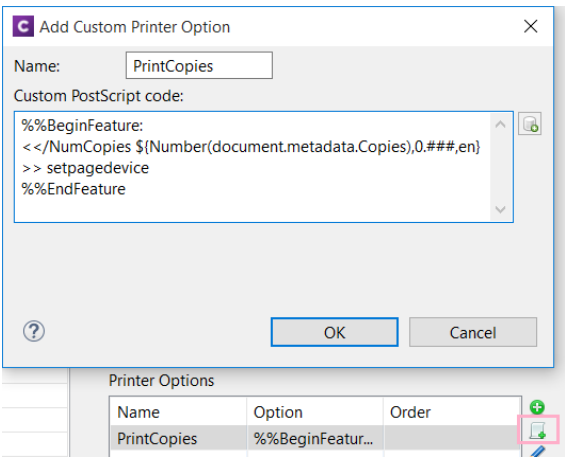 C Add Custom Printer Option
Name: PrintCopies
Custom PostScript code:
%%BeginFeature:
<</NumCopies ${Number(document.metadata.Copies),0.###,en}
>> setpagedevice
%%EndFeature
? OK Cancel
Printer Options
Name Option Order
PrintCopies %%BeginFeatur...